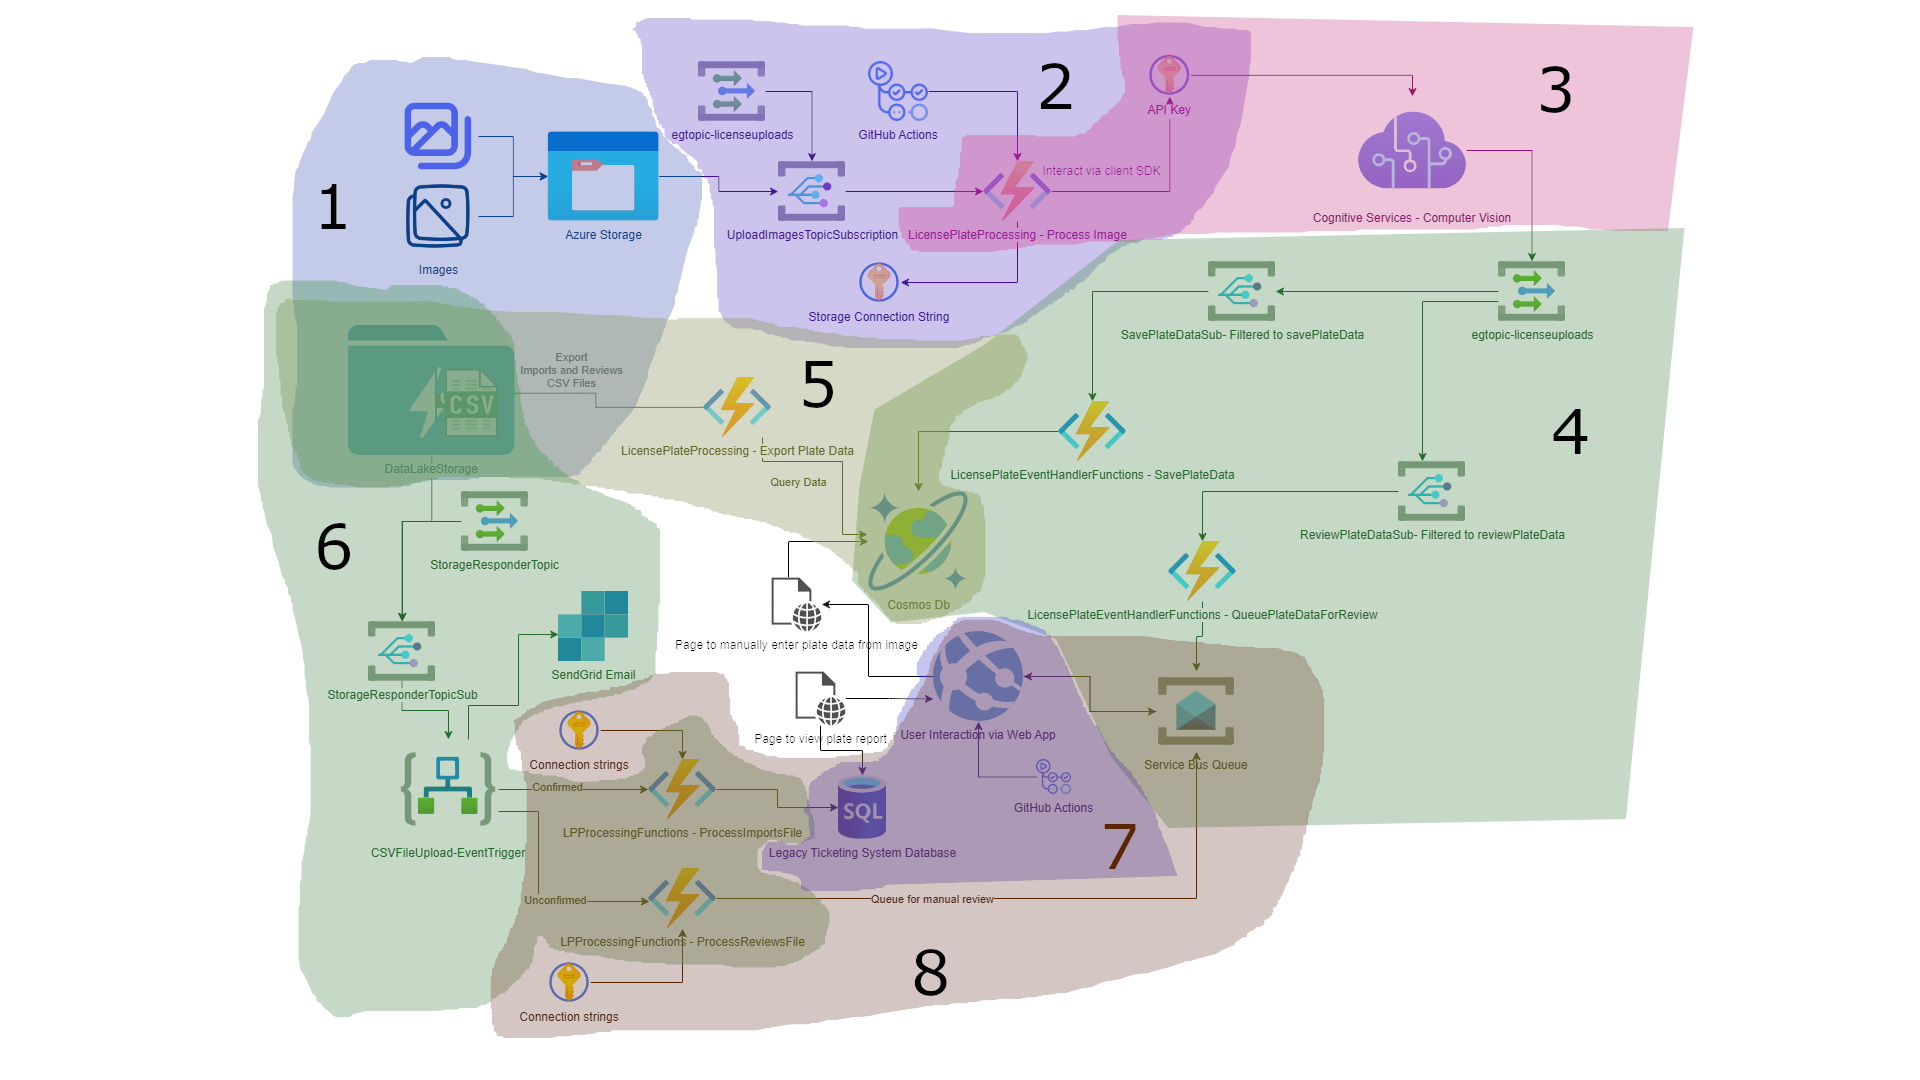 1
2
3
egtopic-licenseuploads
GitHub Actions
API Key
Interact via client SDK
Azure Storage
Images
UploadImagesTopicSubscription
LicensePlateProcessing - Process Image
Cognitive Services - Computer Vision
Storage Connection String
SavePlateDataSub- Filtered to savePlateData
egtopic-licenseuploads
5
4
Export
Imports and Reviews
CSV Files
CSV
LicensePlateProcessing - Export Plate Data
DataLakeStorage
Query Data
LicensePlateEventHandlerFunctions - SavePlateData
ReviewPlateDataSub- Filtered to reviewPlateData
6
StorageResponderTopic
Cosmos Db
LicensePlateEventHandlerFunctions - QueuePlateDataForReview
Page to manually enter plate data from image
SendGrid Email
StorageResponderTopicSub
User Interaction via Web App
Page to view plate report
Connection strings
Service Bus Queue
Confirmed
GitHub Actions
SQL
LPProcessingFunctions - ProcessImportsFile
7
CSVFileUpload-EventTrigger
Legacy Ticketing System Database
Unconfirmed
Queue for manual review
LPProcessingFunctions - ProcessReviewsFile
8
Connection strings